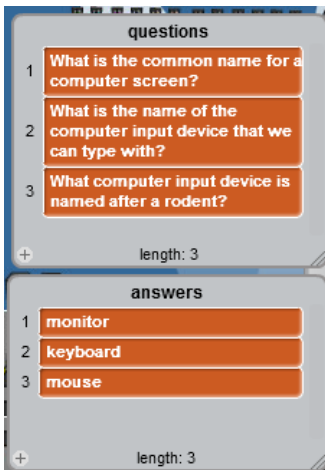 questions
1 What is the common name for a
computer screen?
2 What is the name of the
computer input device that we
can type with?
3 What computer input device is
named after a rodent?
+ length: 3
answers
1 monitor
2 keyboard
3 mouse
+ length: 3